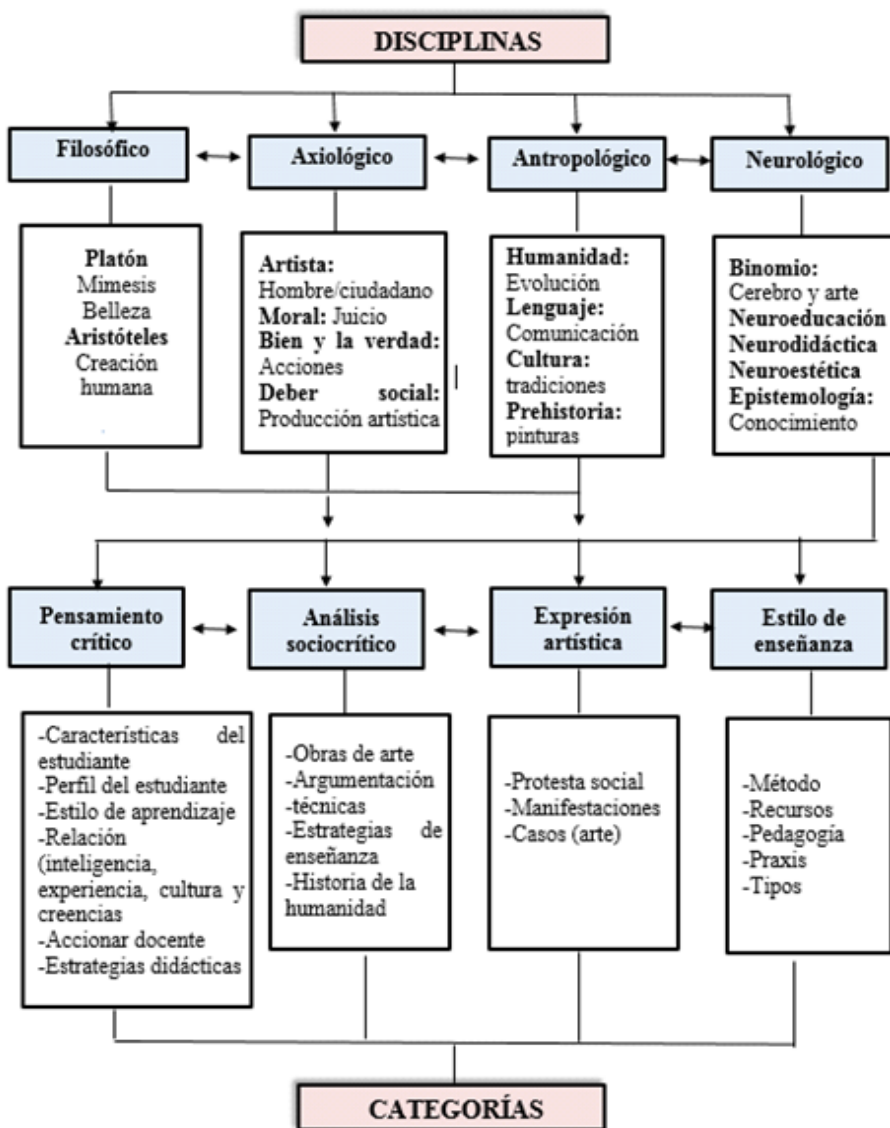 DISCIPLINAS
Filosófico
Axiológico
Antropológico
Neurológico
Platón
Mimesis
Belleza
Aristóteles
Creación
humana
Artista:
Hombre/ciudadano
Moral: Juicio
Bien y la verdad:
Acciones
Deber social:
Producción artística
Humanidad:
Evolución
Lenguaje:
Comunicación
Cultura:
tradiciones
Prehistoria:
pinturas
Binomio:
Cerebro y arte
Neuroeducación
Neurodidáctica
Neuroestética
Epistemología:
Conocimiento
Pensamiento
crítico
Análisis
sociocrítico
Expresión
artística
Estilo de
enseñanza
-Características del
estudiante
-Perfil del estudiante
-Estilo de aprendizaje
-Relación
(inteligencia,
experiencia, cultura y
creencias
-Accionar docente
-Estrategias didácticas
-Obras de arte
-Argumentación
-técnicas
-Estrategias de
enseñanza
-Historia de la
humanidad
-Protesta social
-Manifestaciones
-Casos (arte)
-Método
-Recursos
-Pedagogía
-Praxis
-Tipos
CATEGORÍAS